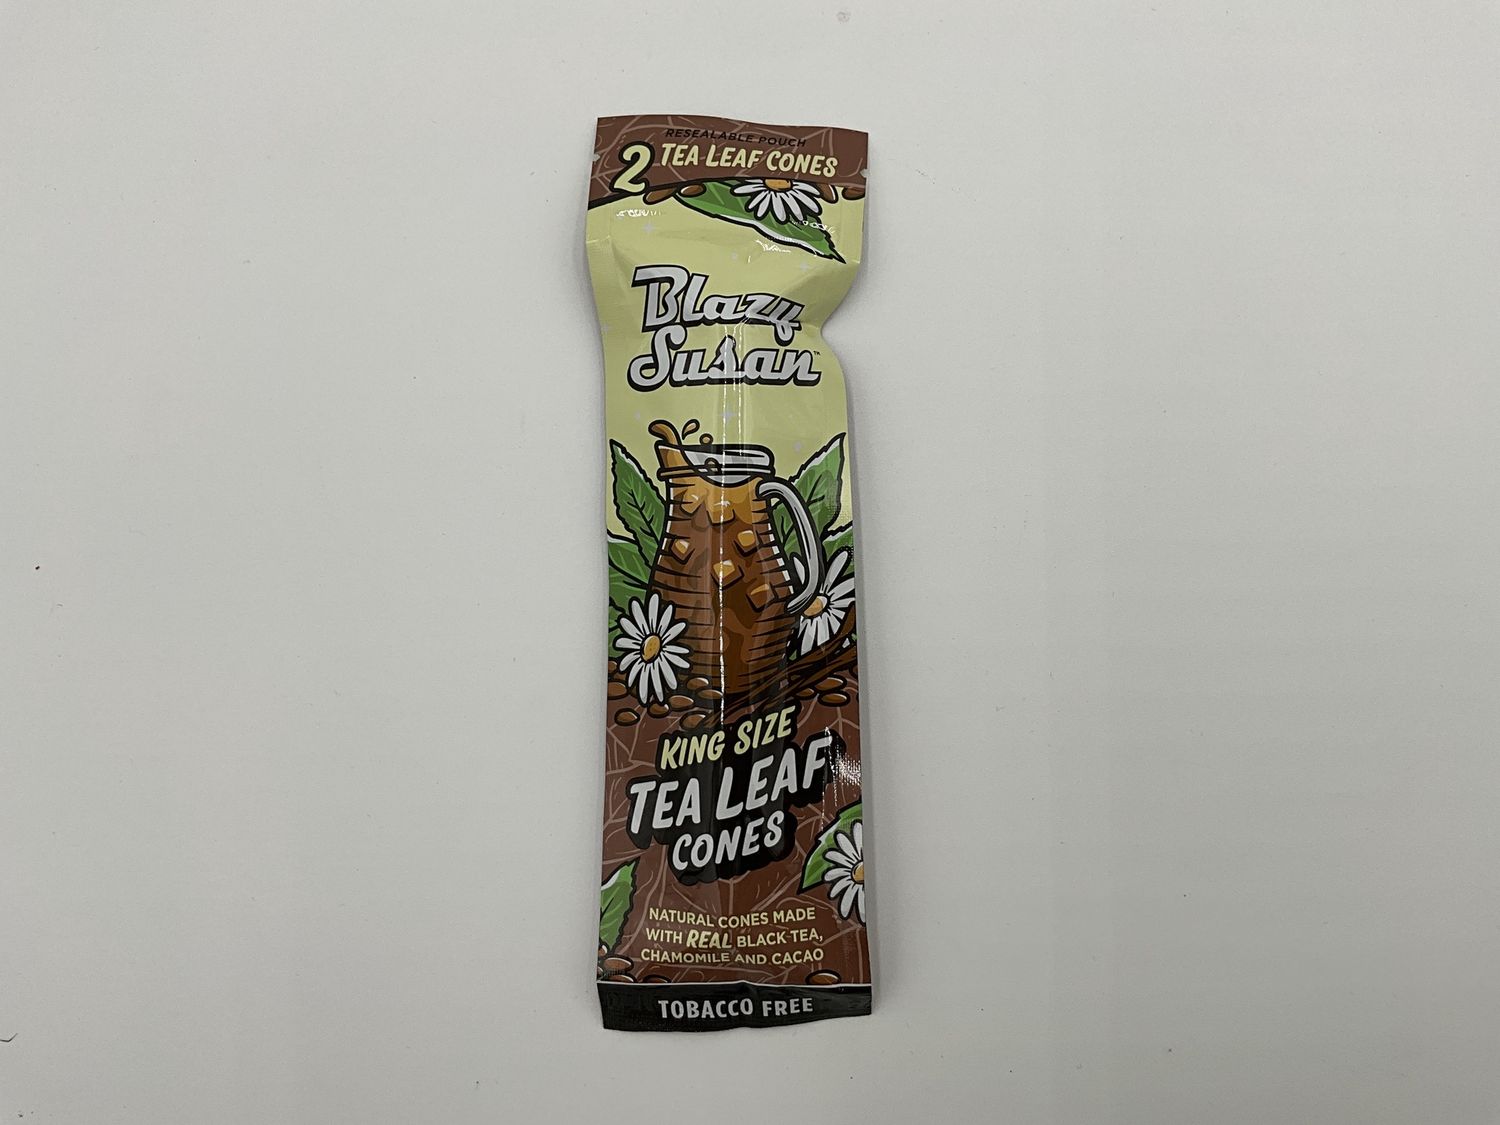 RESEALABLE POUCH
2 TEA LEAF CONES
Blazy
Susan™
KING SIZE
TEA LEAF
CONES
NATURAL CONES MADE
WITH REAL BLACK TEA,
CHAMOMILE AND CACAO
TOBACCO FREE